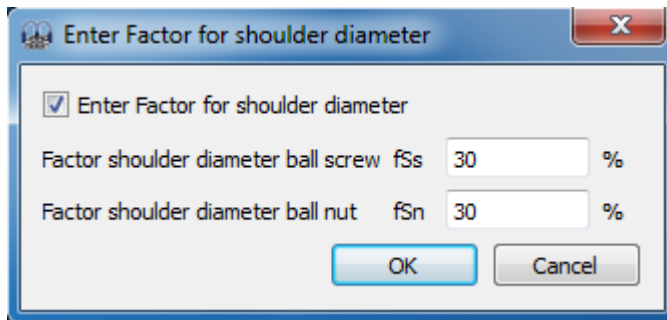 Enter Factor for shoulder diameter
Enter Factor for shoulder diameter
Factor shoulder diameter ball screw fSs 30 %
Factor shoulder diameter ball nut fSn 30 %
OK Cancel